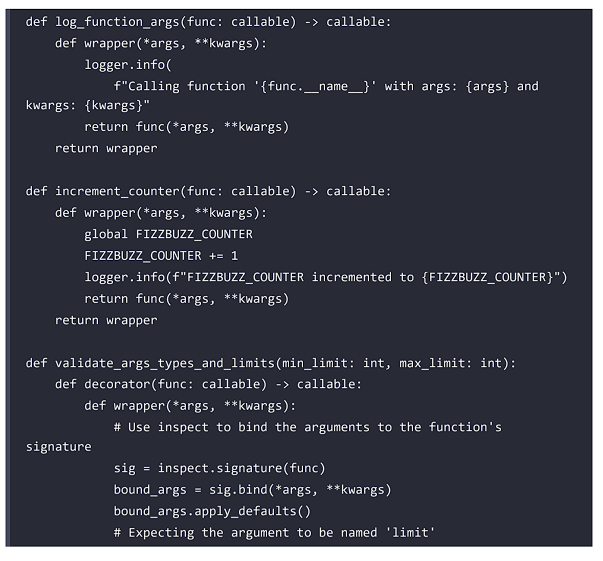 def log_function_args(func: callable) -> callable:
    def wrapper(*args, **kwargs):
        logger.info(
            f"Calling function '{func.__name__}' with args: {args} and
kwargs: {kwargs}"
        return func(*args, **kwargs)
    return wrapper

def increment_counter(func: callable) -> callable:
    def wrapper(*args, **kwargs):
        global FIZZBUZZ_COUNTER
        FIZZBUZZ_COUNTER += 1
        logger.info(f"FIZZBUZZ_COUNTER incremented to {FIZZBUZZ_COUNTER}")
        return func(*args, **kwargs)
    return wrapper

def validate_args_types_and_limits(min_limit: int, max_limit: int):
    def decorator(func: callable) -> callable:
        def wrapper(*args, **kwargs):
            # Use inspect to bind the arguments to the function's
signature
            sig = inspect.signature(func)
            bound_args = sig.bind(*args, **kwargs)
            bound_args.apply_defaults()
            # Expecting the argument to be named 'limit'